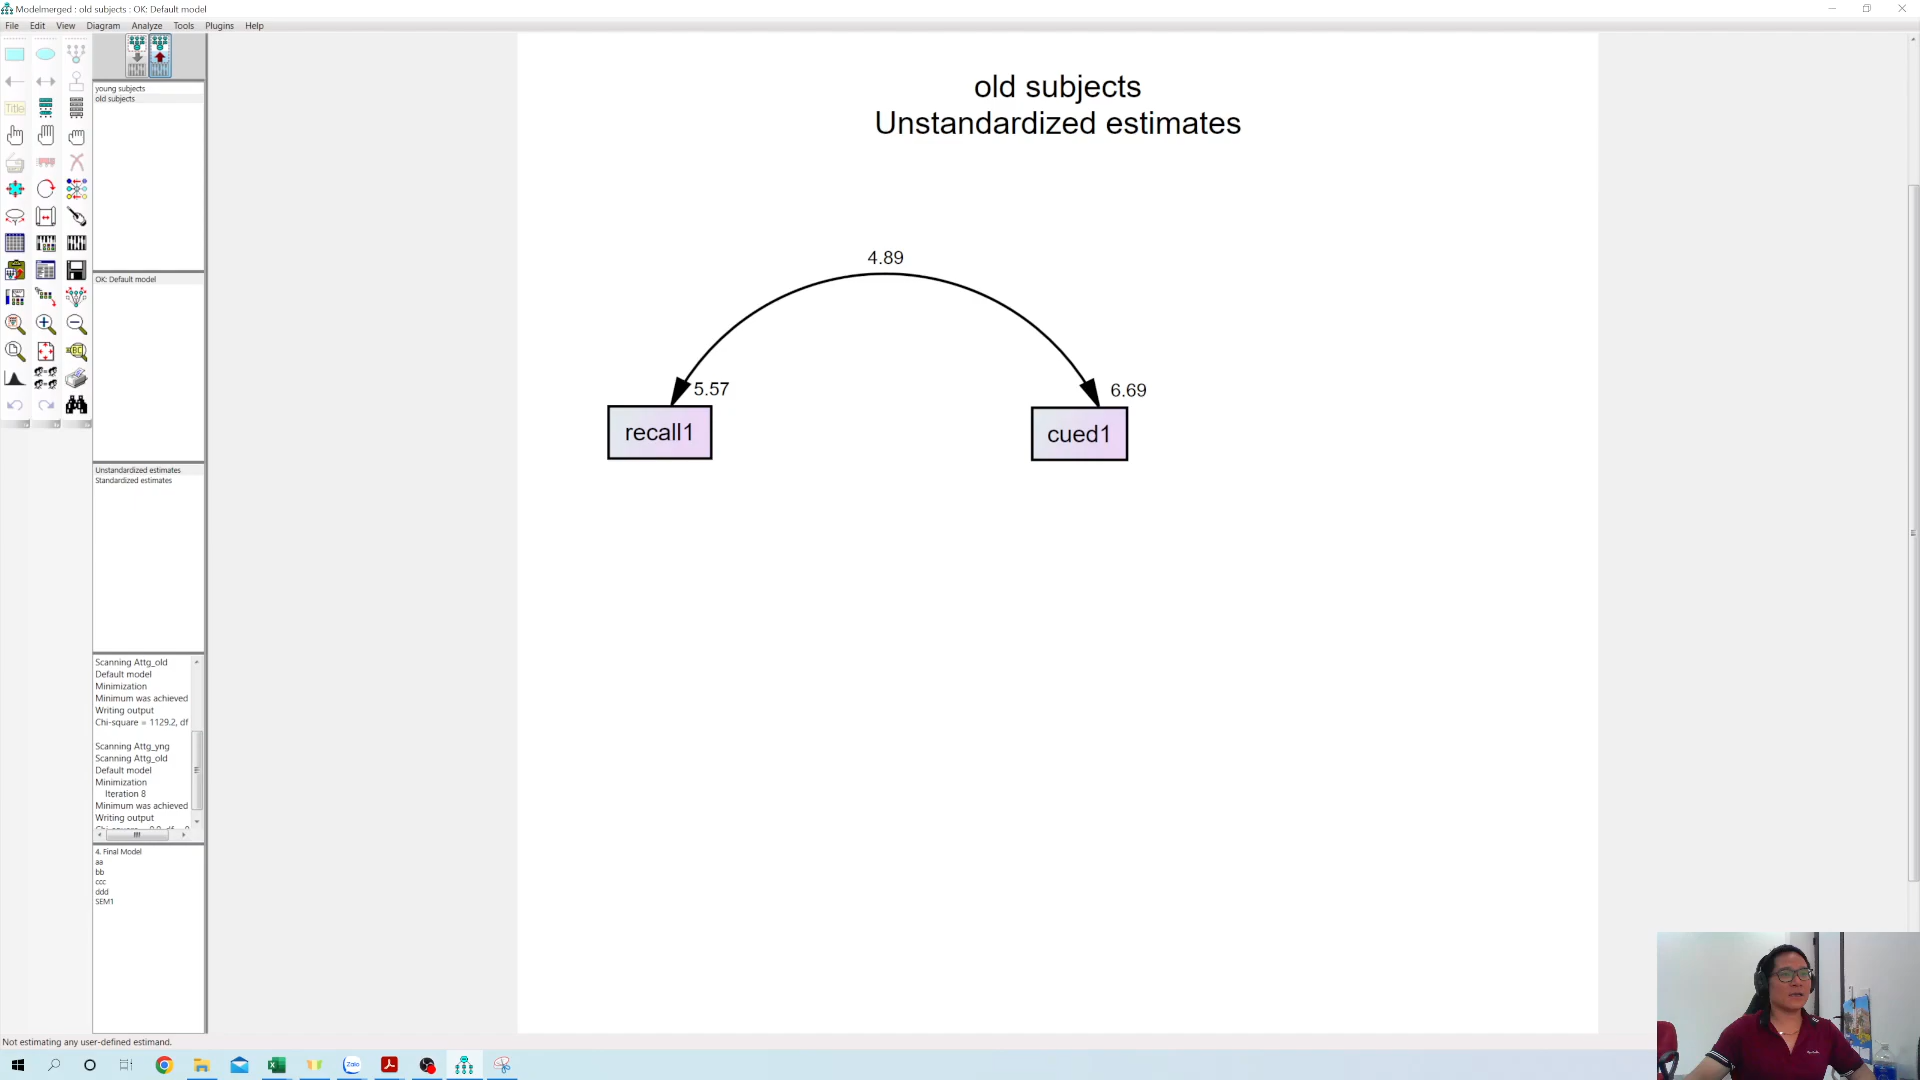 Modelmerged : old subjects : OK: Default model
File Edit View Diagram Analyze Tools Plugins Help
Title
young subjects
old subjects
OK: Default model
Unstandardized estimates
Standardized estimates
Scanning Attg_old
Default model
Minimization
Minimum was achieved
Writing output
Chi-square = 1129.2, df
Scanning Attg_yng
Scanning Attg_old
Default model
Minimization
Iteration 8
Minimum was achieved
Writing output
4. Final Model
aa
bb
ccc
ddd
SEM1
Not estimating any user-defined estimand.
old subjects
Unstandardized estimates
4.89
5.57
6.69
recall1
cued1
Zalo